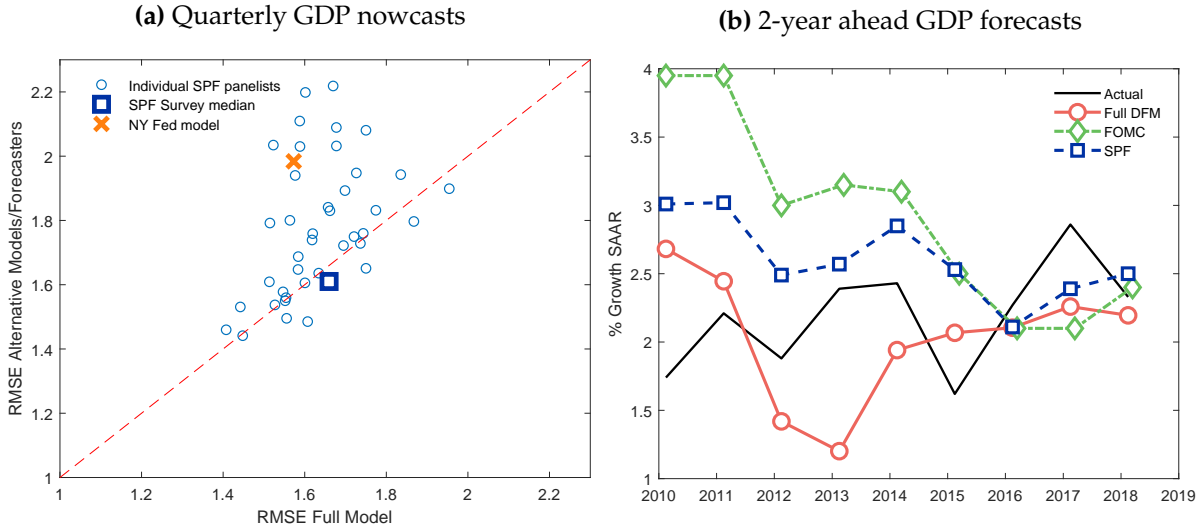 (a) Quarterly GDP nowcasts
RMSE Alternative Models/Forecasters
2.2
2
1.8
1.6
1.4
1.2
1
1 1.2 1.4 1.6 1.8 2 2.2
RMSE Full Model
Individual SPF panelists
SPF Survey median
NY Fed model
(b) 2-year ahead GDP forecasts
% Growth SAAR
4
3.5
3
2.5
2
1.5
1
2010 2011 2012 2013 2014 2015 2016 2017 2018 2019
Actual
Full DFM
FOMC
SPF